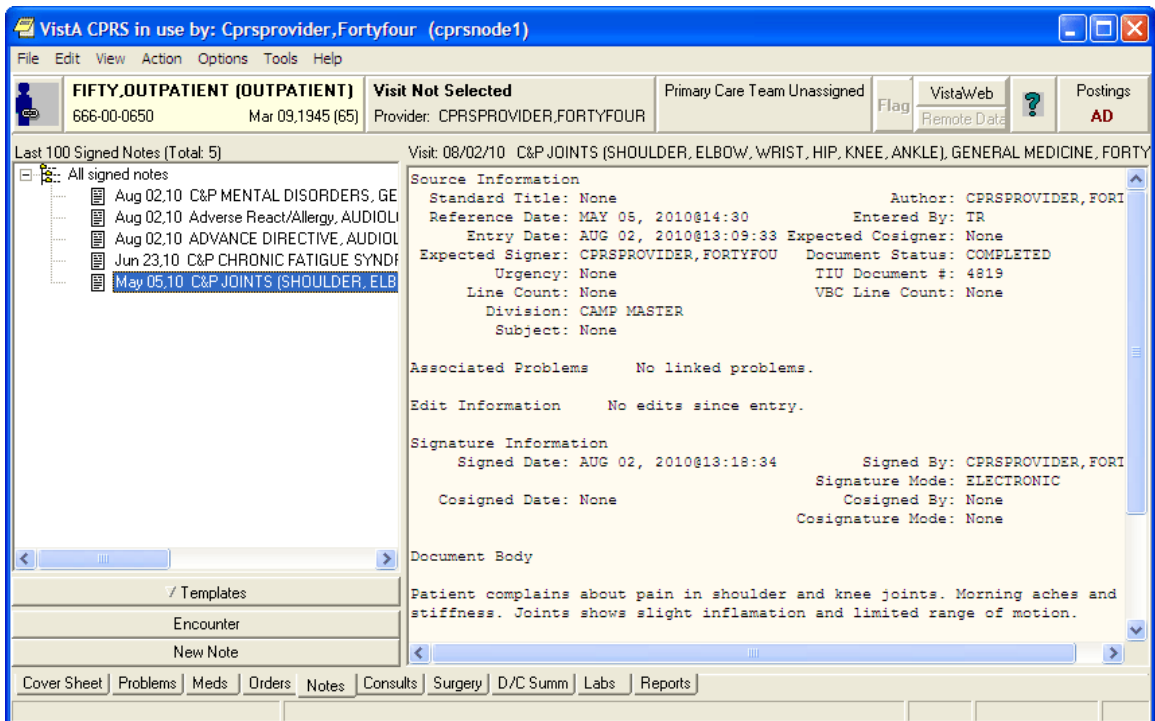 VistA CPRS in use by: Cprsprovider,Fortyfour (cprsnode1)
File Edit View Action Options Tools Help
FIFTY,OUTPATIENT (OUTPATIENT) Visit Not Selected Primary Care Team Unassigned Flag VistaWeb Postings
666-00-0650 Mar 09,1945 (65) Provider: CPRSPROVIDER,FORTYFOUR Remote Data ? AD
Last 100 Signed Notes (Total: 5)
All signed notes
Aug 02,10 C&P MENTAL DISORDERS, GE
Aug 02,10 Adverse React/Allergy, AUDIOL
Aug 02,10 ADVANCE DIRECTIVE, AUDIOL
Jun 23,10 C&P CHRONIC FATIGUE SYNDF
May 05,10 C&P JOINTS (SHOULDER, ELB
Templates
Encounter
New Note
Visit: 08/02/10 C&P JOINTS (SHOULDER, ELBOW, WRIST, HIP, KNEE, ANKLE), GENERAL MEDICINE, FORTY
Source Information
Standard Title: None Author: CPRSPROVIDER,FORT
Reference Date: MAY 05, 2010@14:30 Entered By: TR
Entry Date: AUG 02, 2010@13:09:33 Expected Cosigner: None
Expected Signer: CPRSPROVIDER,FORTYFOU Document Status: COMPLETED
Urgency: None TIU Document #: 4819
Line Count: None VBC Line Count: None
Division: CAMP MASTER
Subject: None
Associated Problems No linked problems.
Edit Information No edits since entry.
Signature Information
Signed Date: AUG 02, 2010@13:18:34 Signed By: CPRSPROVIDER,FORT
Signature Mode: ELECTRONIC
Cosigned Date: None Cosigned By: None
Cosignature Mode: None
Document Body
Patient complains about pain in shoulder and knee joints. Morning aches and
stiffness. Joints shows slight inflamation and limited range of motion.
Cover Sheet Problems Meds Orders Notes Consults Surgery D/C Summ Labs Reports